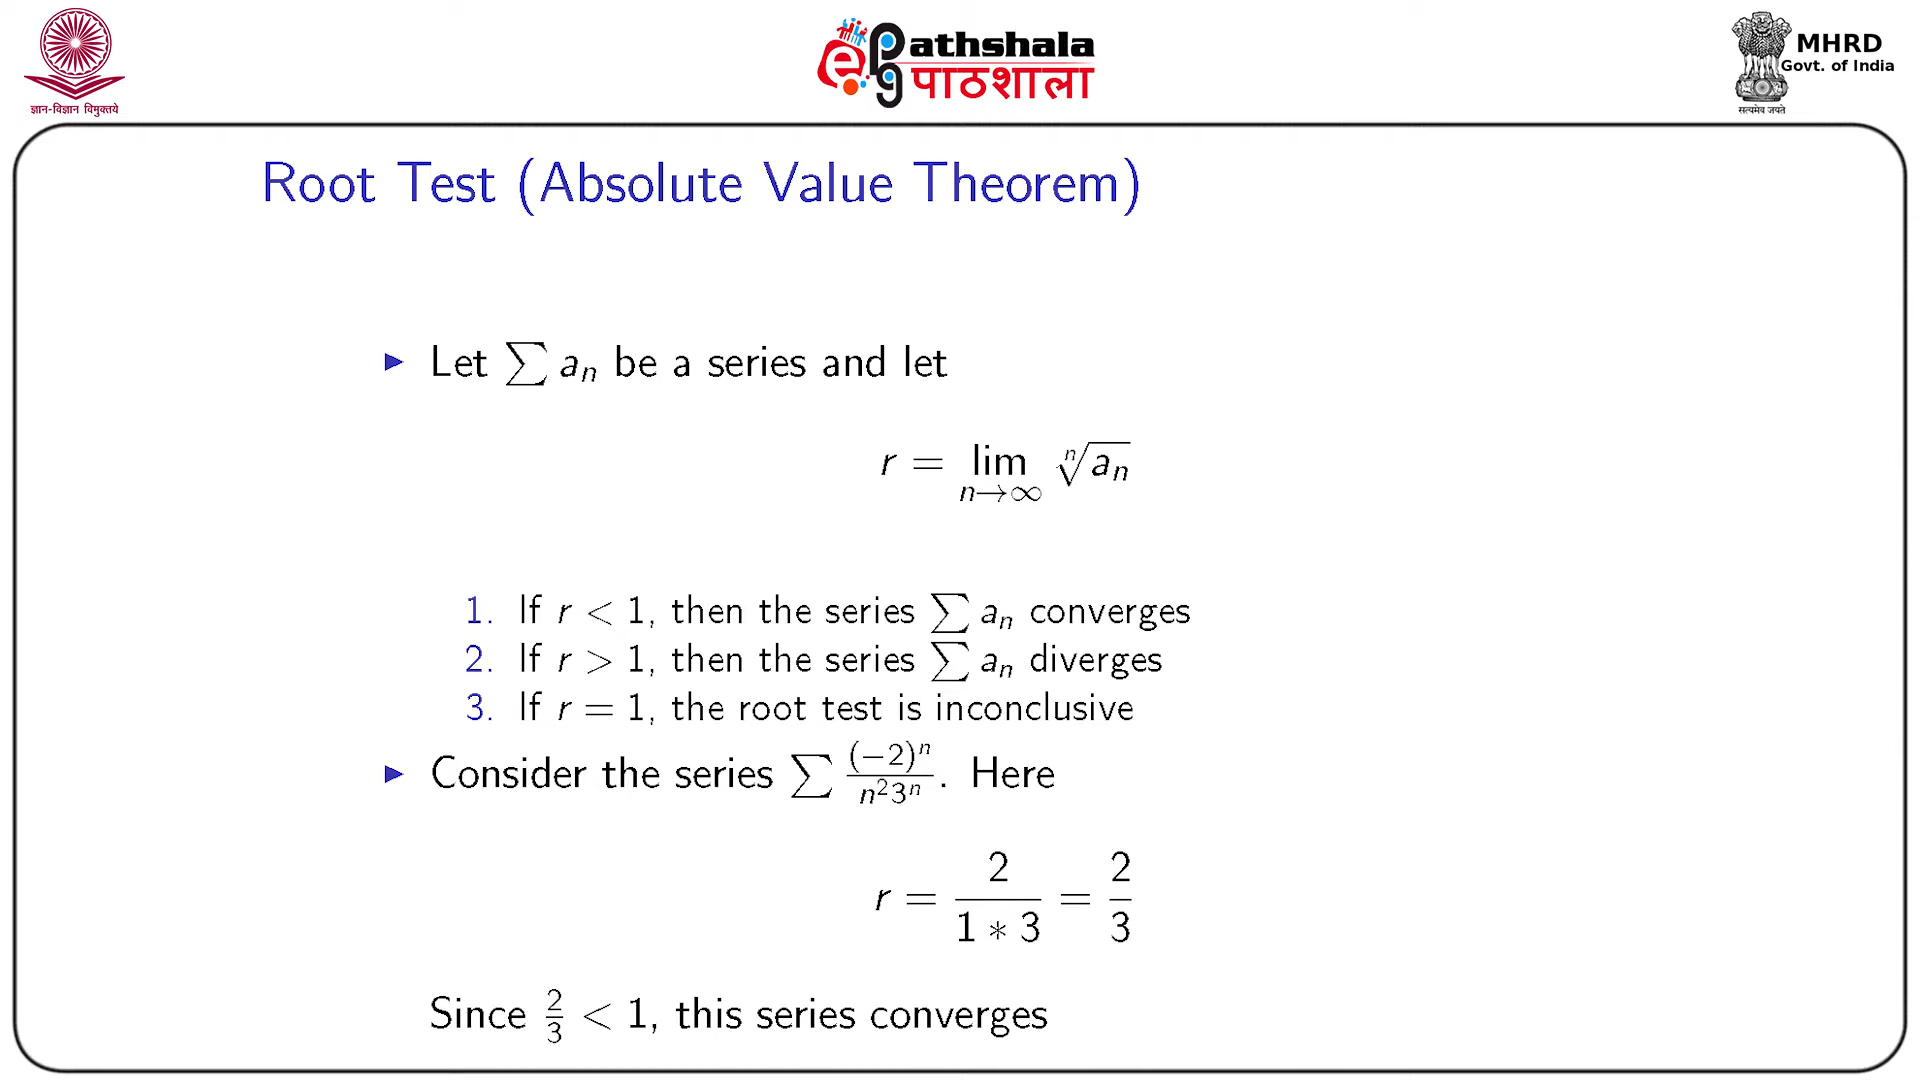 ज्ञान-विज्ञान विमुक्तये
epg Pathshala
पाठशाला
MHRD
Govt. of India
सत्यमेव जयते
Root Test (Absolute Value Theorem)
▶ Let ∑ aₙ be a series and let
r = lim n→∞ ⁿ√aₙ
1. If r < 1, then the series ∑ aₙ converges
2. If r > 1, then the series ∑ aₙ diverges
3. If r = 1, the root test is inconclusive
▶ Consider the series ∑ (−2)ⁿ/n²3ⁿ. Here
r = 2/(1 ∗ 3) = 2/3
Since 2/3 < 1, this series converges